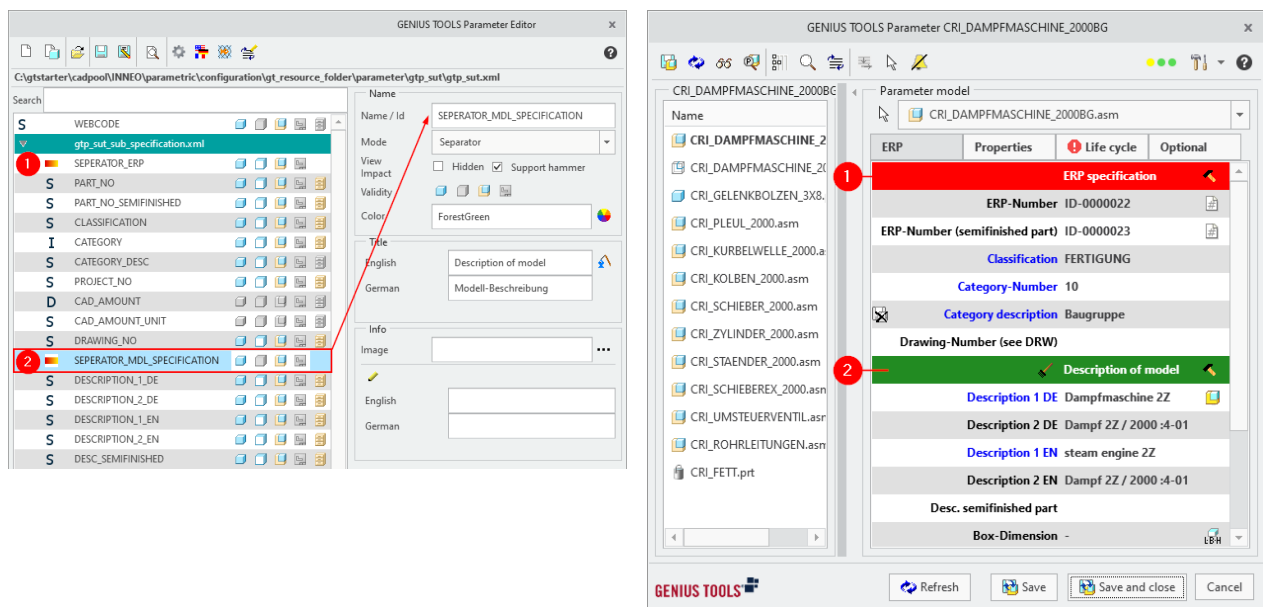 GENIUS TOOLS Parameter Editor
x
C:\gtstarter\cadpool\INNEO\parametric\configuration\gt_resource_folder\parameter\gtp_sut\gtp_sut.xml
Search
S WEBCODE
gtp_sut_sub_specification.xml
1 SEPERATOR_ERP
S PART_NO
S PART_NO_SEMIFINISHED
S CLASSIFICATION
I CATEGORY
S CATEGORY_DESC
S PROJECT_NO
D CAD_AMOUNT
S CAD_AMOUNT_UNIT
S DRAWING_NO
2 SEPERATOR_MDL_SPECIFICATION
S DESCRIPTION_1_DE
S DESCRIPTION_2_DE
S DESCRIPTION_1_EN
S DESCRIPTION_2_EN
S DESC_SEMIFINISHED
Name
Name / Id SEPERATOR_MDL_SPECIFICATION
Mode Separator
View Impact
Hidden Support hammer
Validity
Color ForestGreen
Title
English Description of model
German Modell-Beschreibung
Info
Image ...
English
German
GENIUS TOOLS Parameter CRI_DAMPFMASCHINE_2000BG
x
CRI_DAMPFMASCHINE_2000BG
Name
CRI_DAMPFMASCHINE_2
CRI_DAMPFMASCHINE_20
CRI_GELENKBOLZEN_3X8.
CRI_PLEUL_2000.asm
CRI_KURBELWELLE_2000.as
CRI_KOLBEN_2000.asm
CRI_SCHIEBER_2000.asm
CRI_ZYLINDER_2000.asm
CRI_STAENDER_2000.asm
CRI_SCHIEBEREX_2000.asn
CRI_UMSTEUERVENTIL.asr
CRI_ROHRLEITUNGEN.asm
CRI_FETT.prt
Parameter model
CRI_DAMPFMASCHINE_2000BG.asm
ERP Properties Life cycle Optional
1 ERP specification
ERP-Number ID-0000022
ERP-Number (semifinished part) ID-0000023
Classification FERTIGUNG
Category-Number 10
Category description Baugruppe
Drawing-Number (see DRW)
2 Description of model
Description 1 DE Dampfmaschine 2Z
Description 2 DE Dampf 2Z / 2000 :4-01
Description 1 EN steam engine 2Z
Description 2 EN Dampf 2Z / 2000 :4-01
Desc. semifinished part
Box-Dimension - L·B·H
GENIUS TOOLS
Refresh Save Save and close Cancel